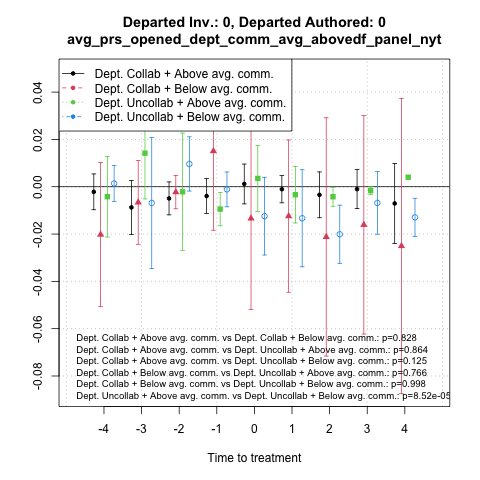 Departed Inv.: 0, Departed Authored: 0
avg_prs_opened_dept_comm_avg_abovedf_panel_nyt
Dept. Collab + Above avg. comm.
Dept. Collab + Below avg. comm.
Dept. Uncollab + Above avg. comm.
Dept. Uncollab + Below avg. comm.
0.04
0.02
0.00
-0.02
-0.04
-0.06
-0.08
Dept. Collab + Above avg. comm. vs Dept. Collab + Below avg. comm.: p=0.828
Dept. Collab + Above avg. comm. vs Dept. Uncollab + Above avg. comm.: p=0.864
Dept. Collab + Above avg. comm. vs Dept. Uncollab + Below avg. comm.: p=0.125
Dept. Collab + Below avg. comm. vs Dept. Uncollab + Above avg. comm.: p=0.766
Dept. Collab + Below avg. comm. vs Dept. Uncollab + Below avg. comm.: p=0.998
Dept. Uncollab + Above avg. comm. vs Dept. Uncollab + Below avg. comm.: p=8.52e-05
-4 -3 -2 -1 0 1 2 3 4
Time to treatment